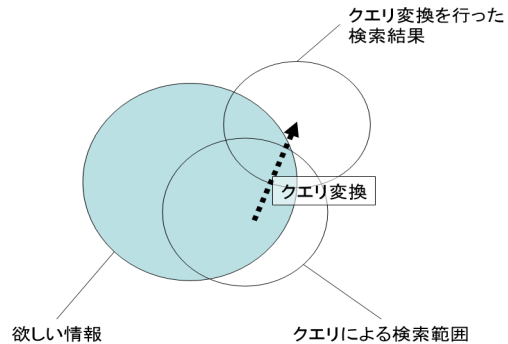 クエリ変換を行った
検索結果
クエリ変換
欲しい情報
クエリによる検索範囲